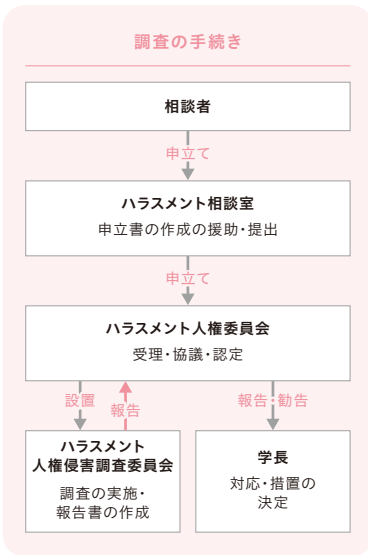 調査の手続き
相談者
申立て
ハラスメント相談室
申立書の作成の援助・提出
申立て
ハラスメント人権委員会
受理・協議・認定
設置
報告
報告・勧告
ハラスメント
人権侵害調査委員会
調査の実施・
報告書の作成
学長
対応・措置の
決定